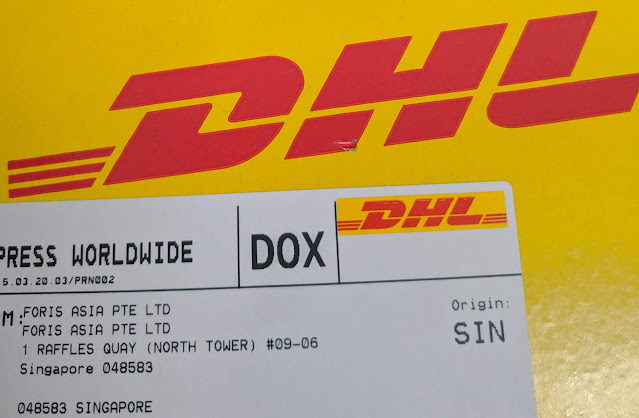 DHL
PRESS WORLDWIDE
DOX
DHL
5.03.20.03/PRN002
M: FORIS ASIA PTE LTD
FORIS ASIA PTE LTD
1 RAFFLES QUAY (NORTH TOWER) #09-06
Singapore 048583
048583 SINGAPORE
Origin:
SIN